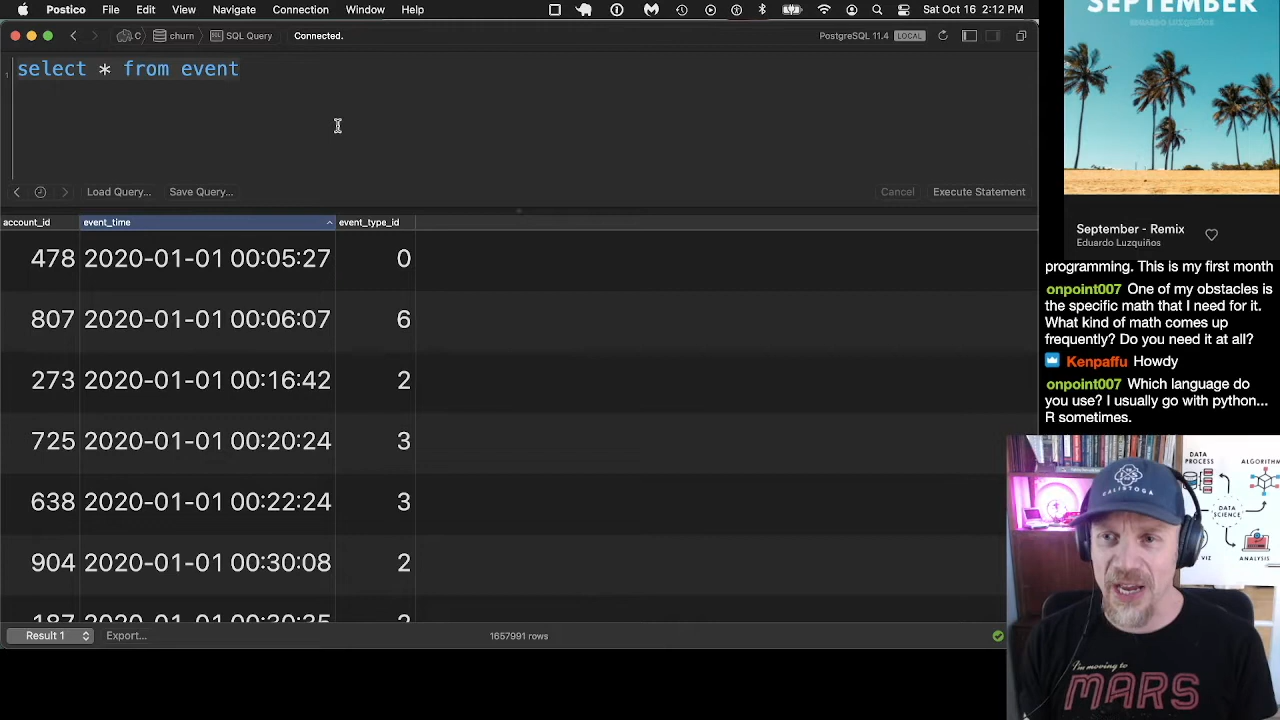 Postico File Edit View Navigate Connection Window Help Sat Oct 16 2:12 PM
churn SQL Query Connected. PostgreSQL 11.4 LOCAL
1 select * from event
Load Query... Save Query... Cancel Execute Statement
account_id event_time event_type_id
478 2020-01-01 00:05:27 0
807 2020-01-01 00:06:07 6
273 2020-01-01 00:16:42 2
725 2020-01-01 00:20:24 3
638 2020-01-01 00:22:24 3
904 2020-01-01 00:30:08 2
Result 1 Export... 1657991 rows
SEPTEMBER
EDUARDO LUZQUIÑOS
September - Remix
Eduardo Luzquiños
programming. This is my first month
onpoint007 One of my obstacles is
the specific math that I need for it.
What kind of math comes up
frequently? Do you need it at all?
Kenpaffu Howdy
onpoint007 Which language do
you use? I usually go with python...
R sometimes.
DATA
PROCESS
ALGORITHM
DATA
SCIENCE
VIZ
ANALYSIS
CALISTOGA
I'm moving to
MARS